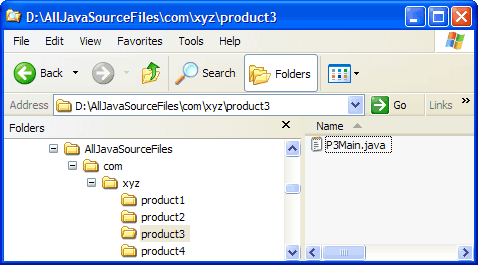 D:\AllJavaSourceFiles\com\xyz\product3
File Edit View Favorites Tools Help
Back Search Folders
Address D:\AllJavaSourceFiles\com\xyz\product3 Go Links »
Folders Name
AllJavaSourceFiles P3Main.java
com
xyz
product1
product2
product3
product4